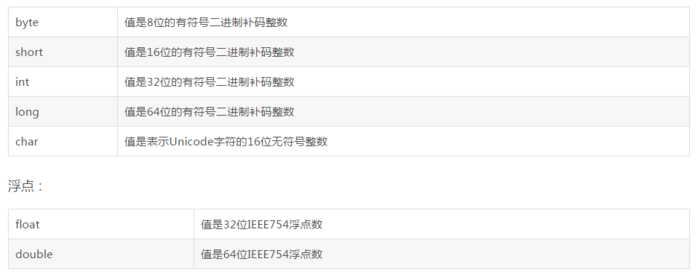 byte 值是8位的有符号二进制补码整数
short 值是16位的有符号二进制补码整数
int 值是32位的有符号二进制补码整数
long 值是64位的有符号二进制补码整数
char 值是表示Unicode字符的16位无符号整数
浮点：
float 值是32位IEEE754浮点数
double 值是64位IEEE754浮点数